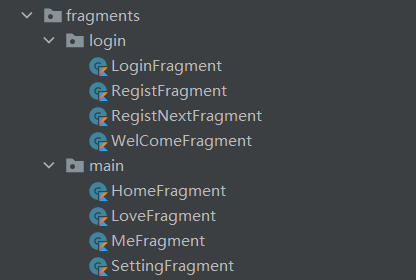 fragments
login
LoginFragment
RegistFragment
RegistNextFragment
WelComeFragment
main
HomeFragment
LoveFragment
MeFragment
SettingFragment